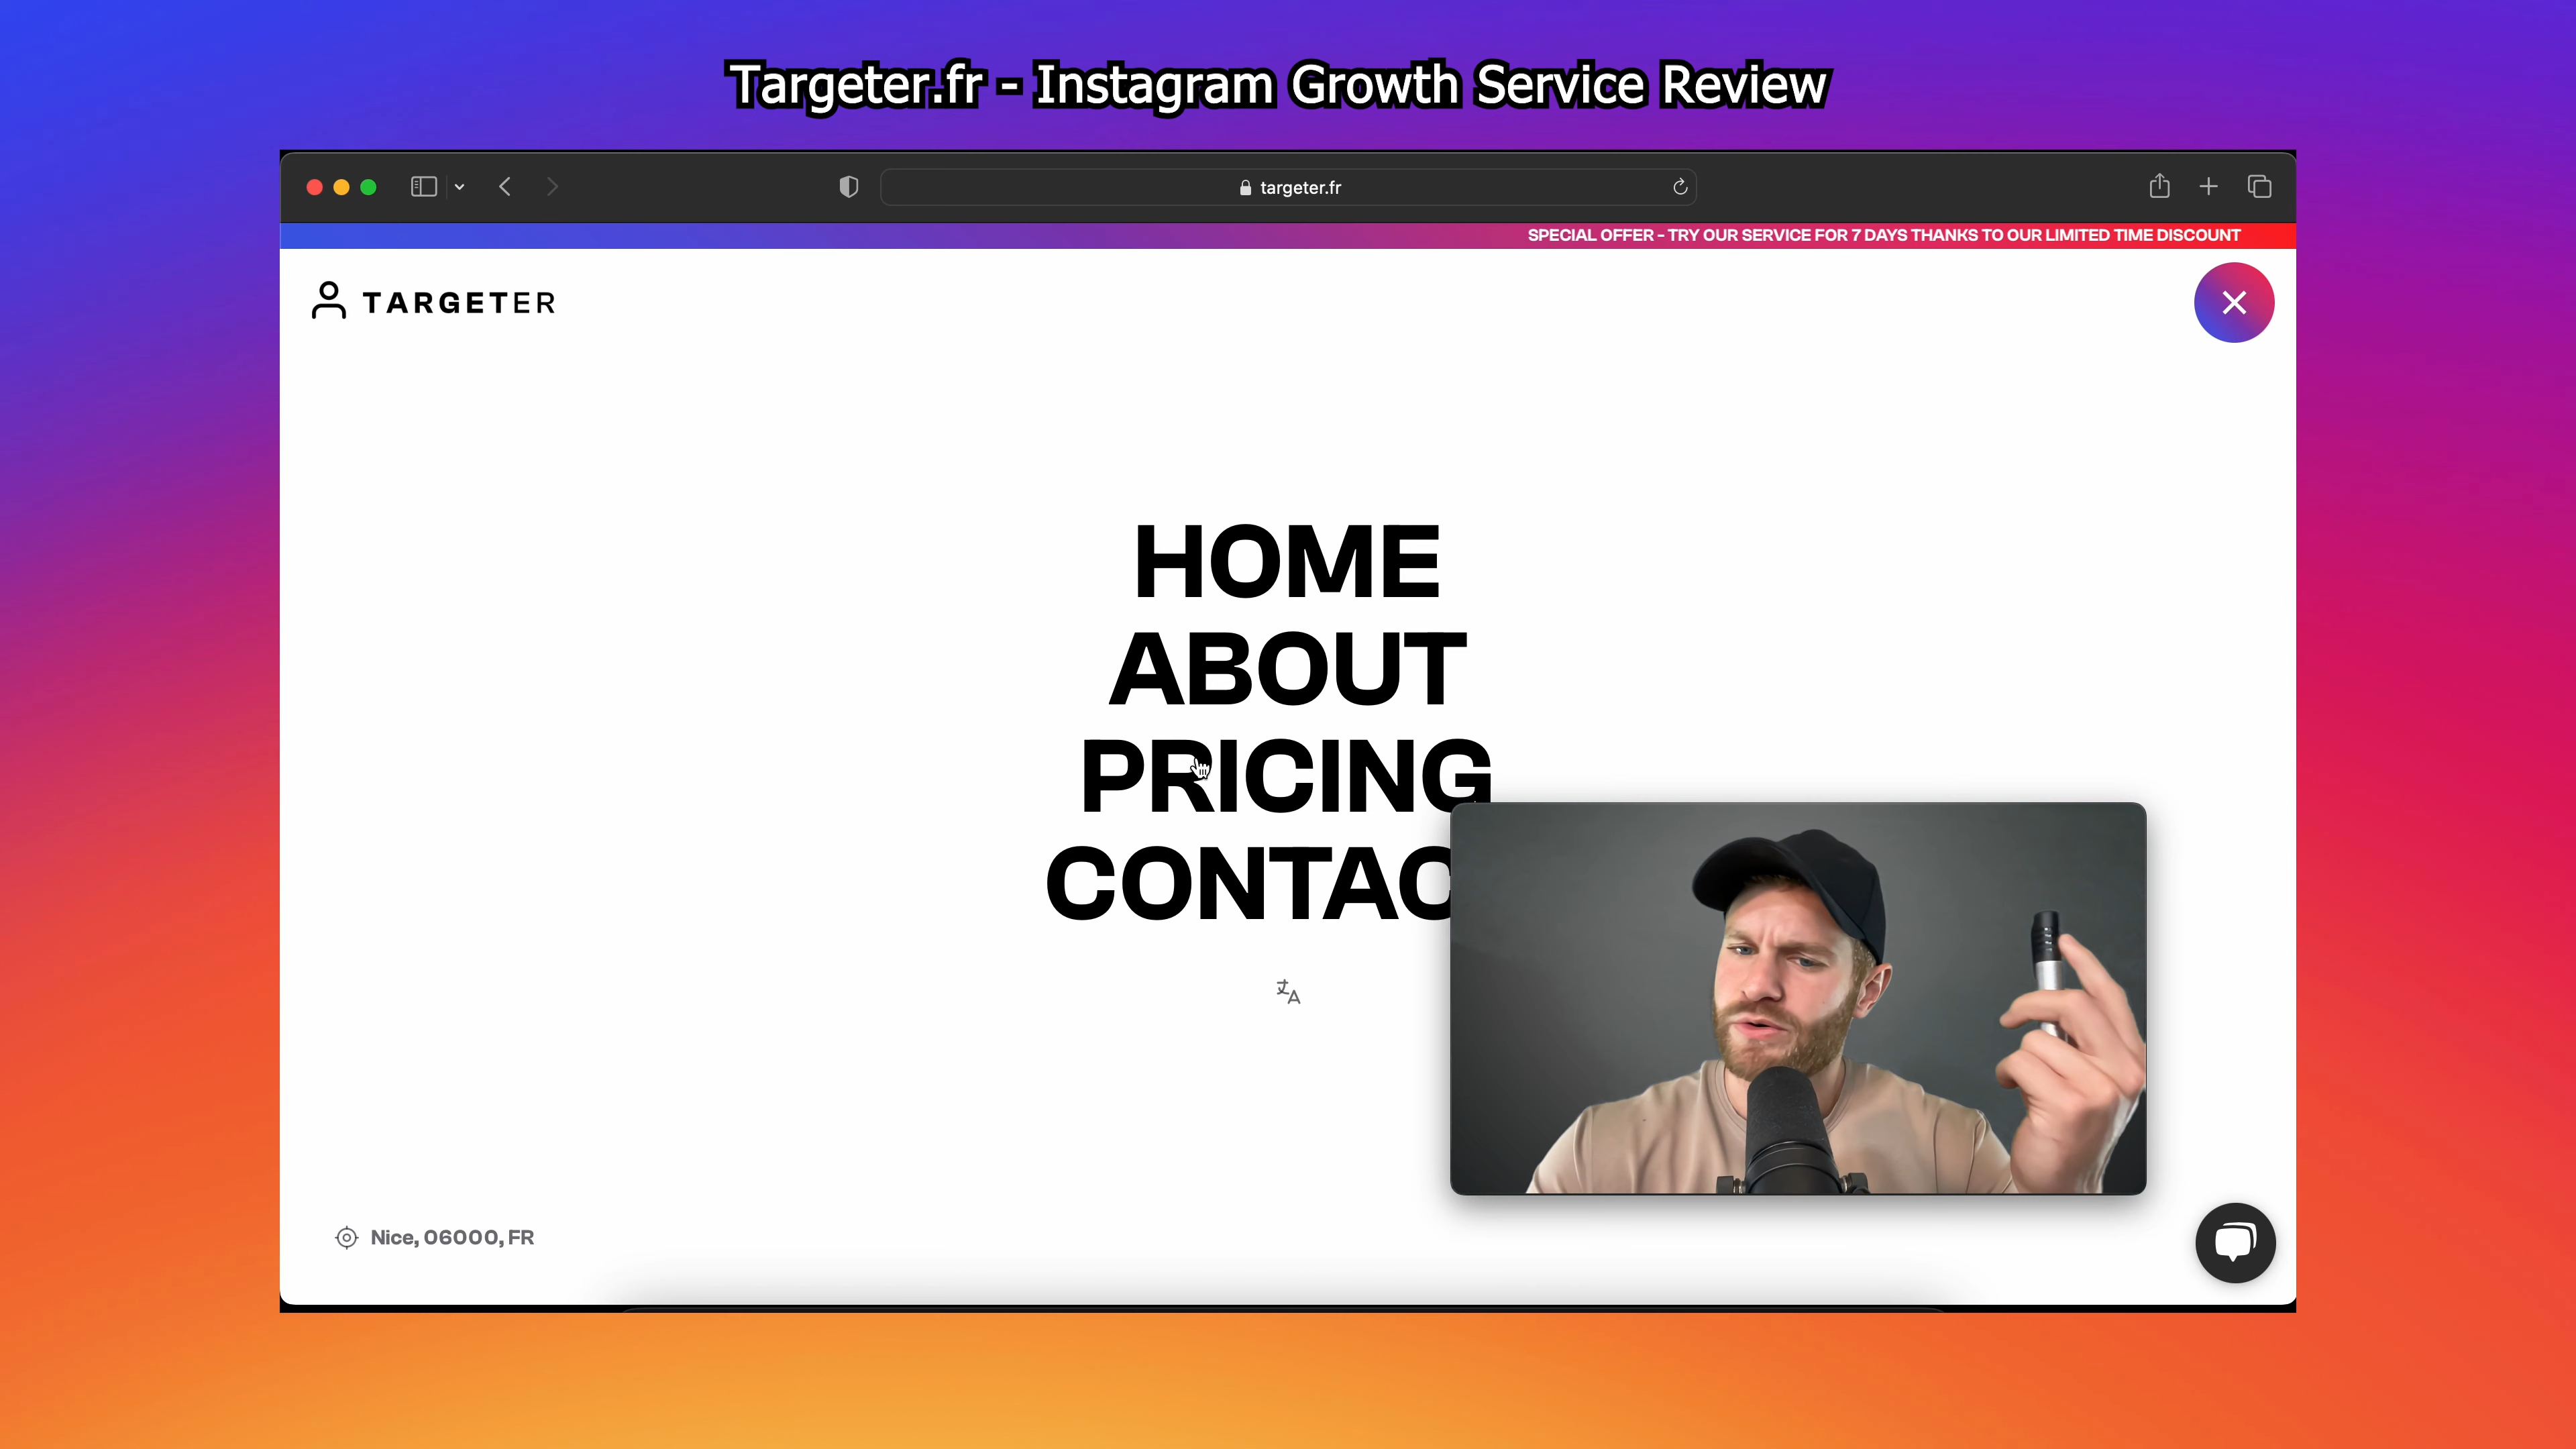 Targeter.fr - Instagram Growth Service Review
targeter.fr
SPECIAL OFFER - TRY OUR SERVICE FOR 7 DAYS THANKS TO OUR LIMITED TIME DISCOUNT
TARGETER
HOME
ABOUT
PRICING
CONTAC
Nice, 06000, FR